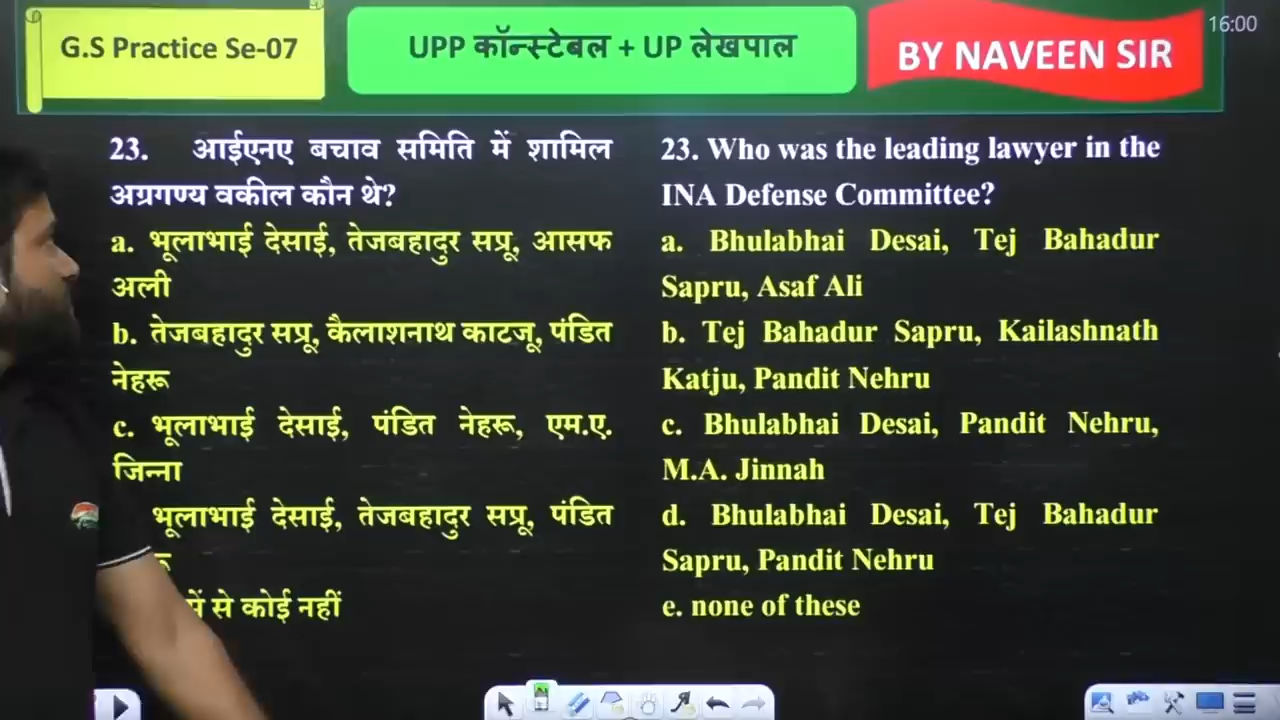 G.S Practice Se-07
UPP कॉन्स्टेबल + UP लेखपाल
BY NAVEEN SIR
16:00
23. आईएनए बचाव समिति में शामिल
अग्रगण्य वकील कौन थे?
a. भूलाभाई देसाई, तेजबहादुर सप्रू, आसफ
अली
b. तेजबहादुर सप्रू, कैलाशनाथ काटजू, पंडित
नेहरू
c. भूलाभाई देसाई, पंडित नेहरू, एम.ए.
जिन्ना
भूलाभाई देसाई, तेजबहादुर सप्रू, पंडित
से कोई नहीं
23. Who was the leading lawyer in the
INA Defense Committee?
a. Bhulabhai Desai, Tej Bahadur
Sapru, Asaf Ali
b. Tej Bahadur Sapru, Kailashnath
Katju, Pandit Nehru
c. Bhulabhai Desai, Pandit Nehru,
M.A. Jinnah
d. Bhulabhai Desai, Tej Bahadur
Sapru, Pandit Nehru
e. none of these